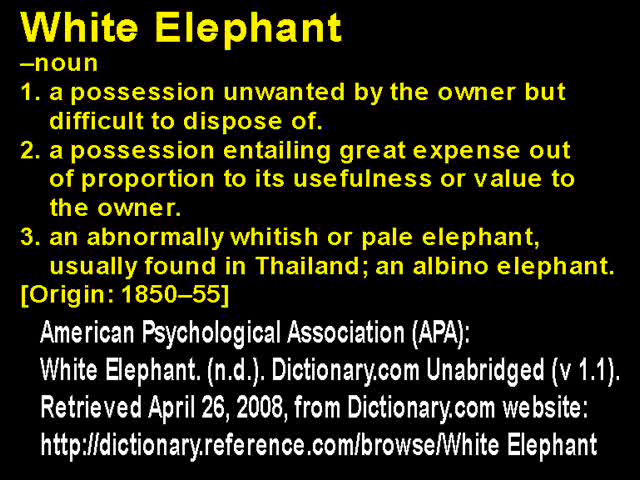 White Elephant
–noun
1. a possession unwanted by the owner but
difficult to dispose of.
2. a possession entailing great expense out
of proportion to its usefulness or value to
the owner.
3. an abnormally whitish or pale elephant,
usually found in Thailand; an albino elephant.
[Origin: 1850–55]
American Psychological Association (APA):
White Elephant. (n.d.). Dictionary.com Unabridged (v 1.1).
Retrieved April 26, 2008, from Dictionary.com website:
http://dictionary.reference.com/browse/White Elephant